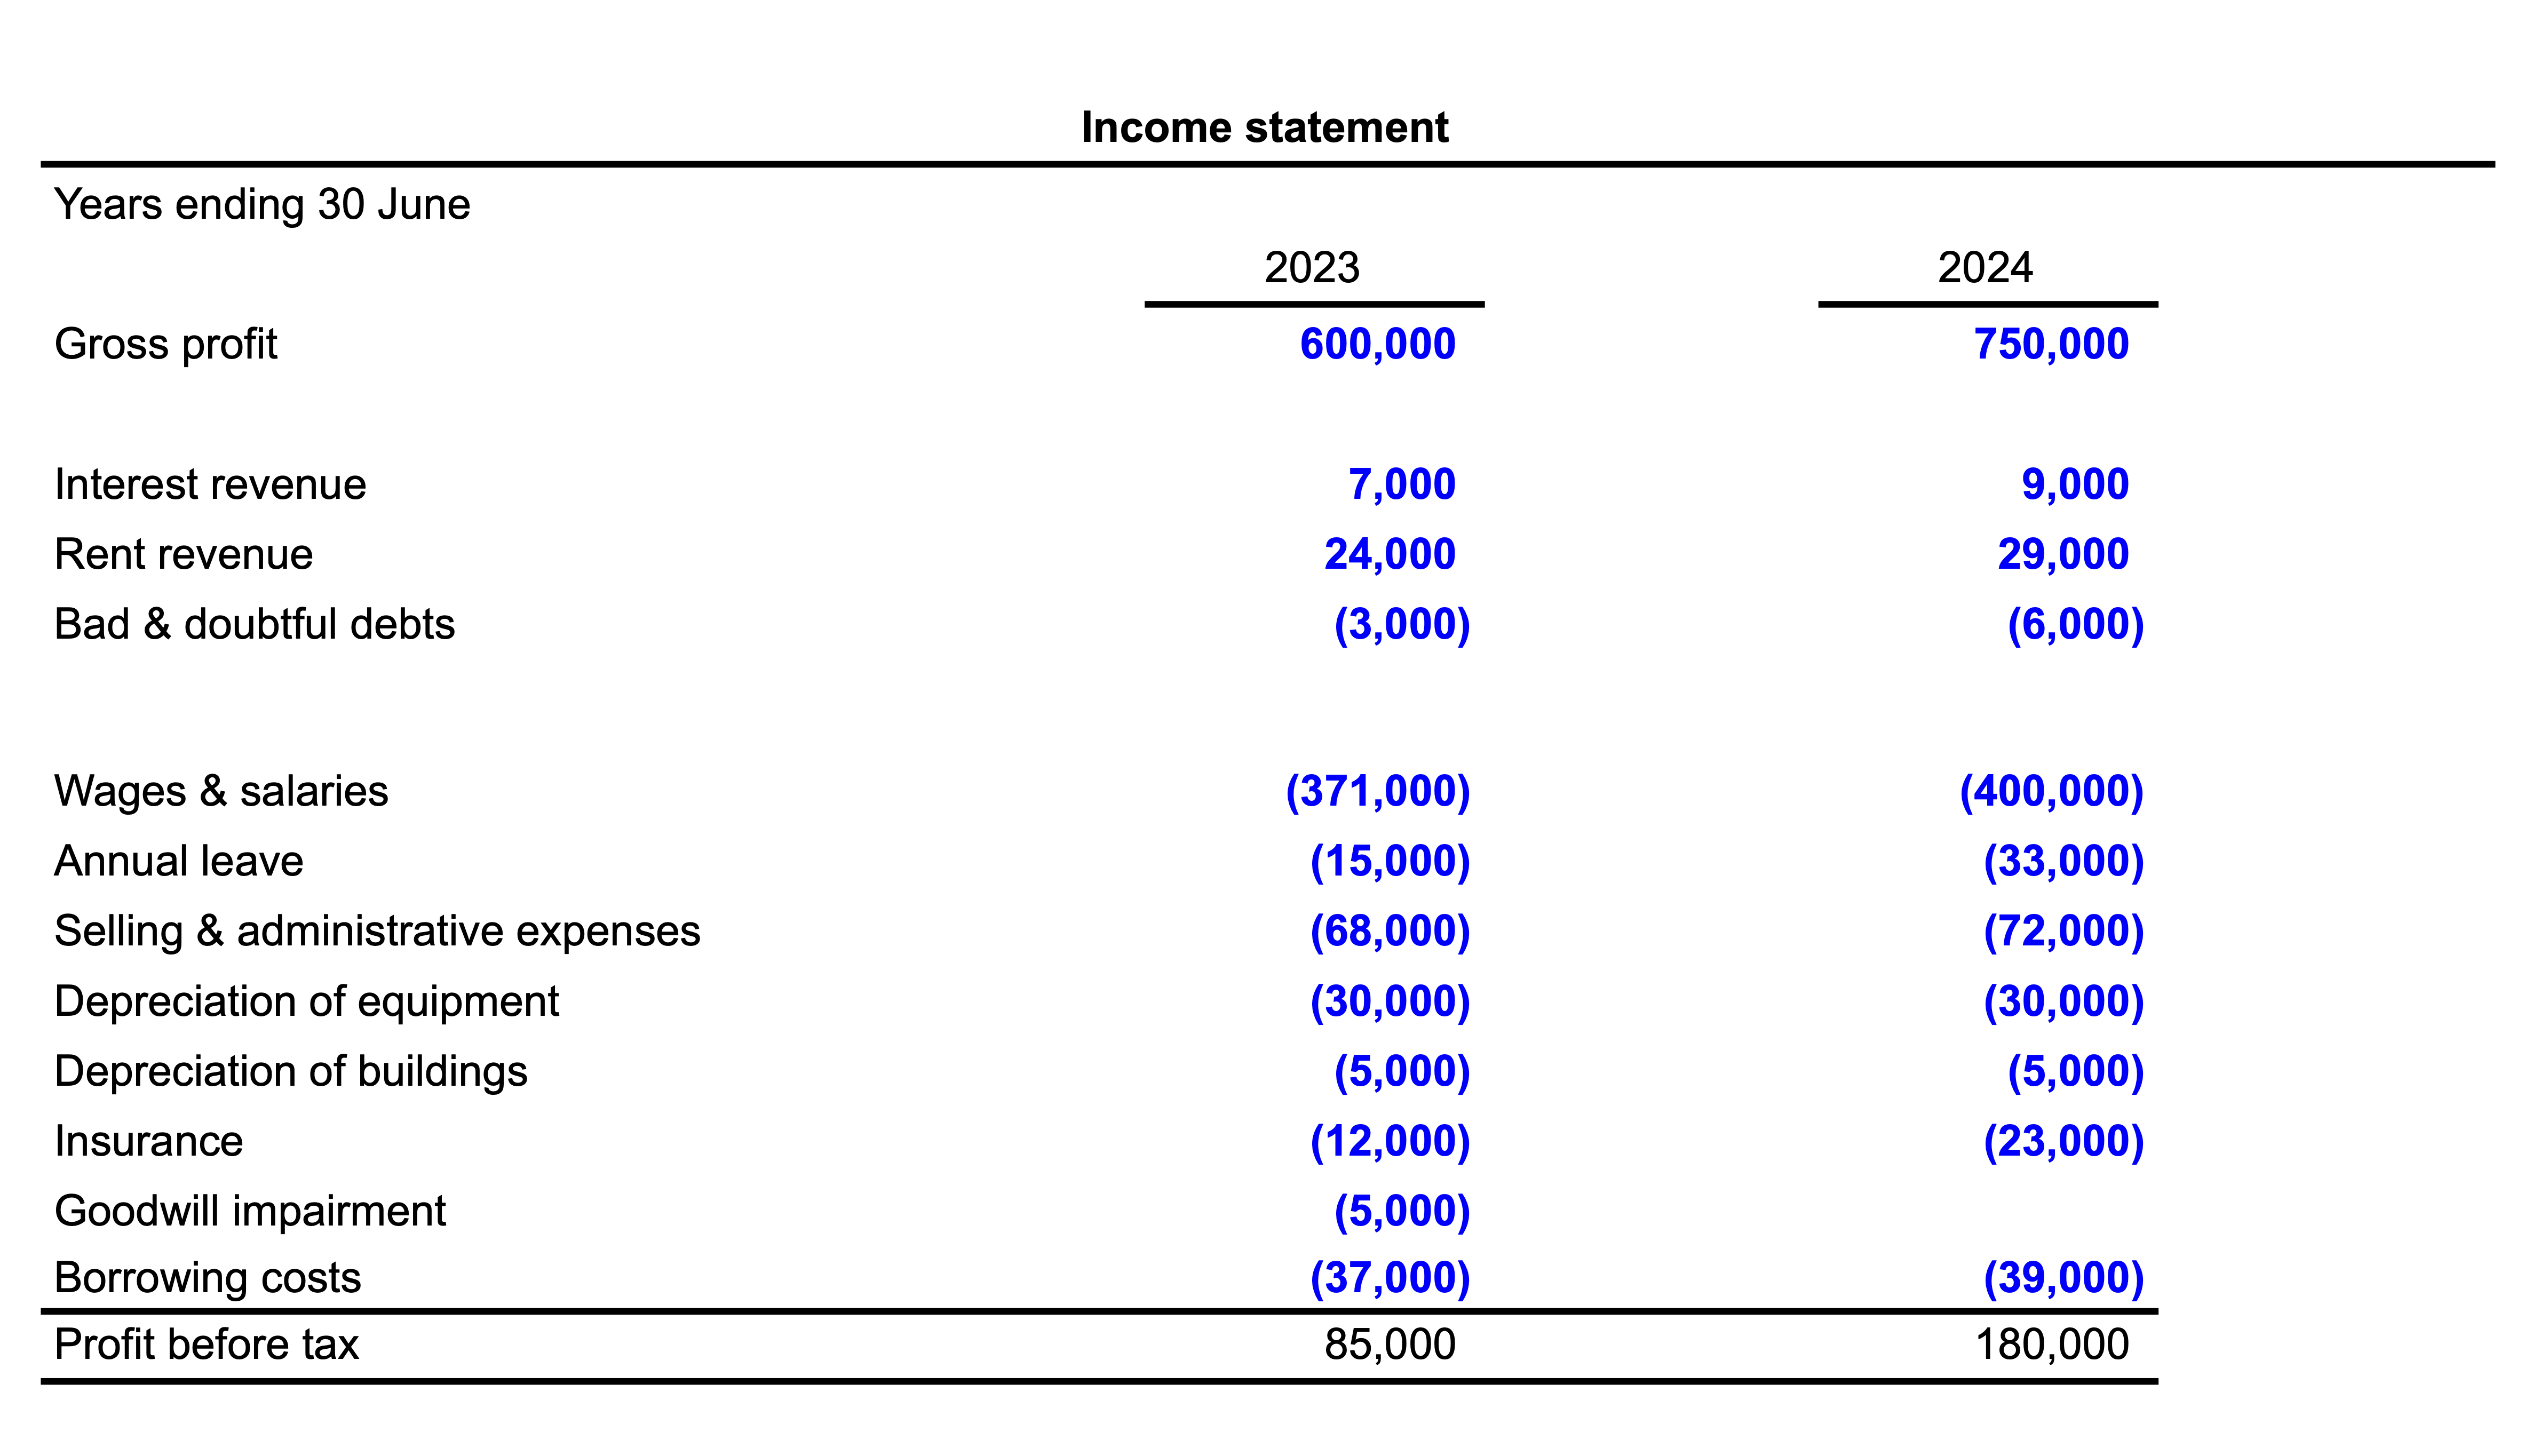 Income statement
Years ending 30 June
2023 2024
Gross profit 600,000 750,000
Interest revenue 7,000 9,000
Rent revenue 24,000 29,000
Bad & doubtful debts (3,000) (6,000)
Wages & salaries (371,000) (400,000)
Annual leave (15,000) (33,000)
Selling & administrative expenses (68,000) (72,000)
Depreciation of equipment (30,000) (30,000)
Depreciation of buildings (5,000) (5,000)
Insurance (12,000) (23,000)
Goodwill impairment (5,000)
Borrowing costs (37,000) (39,000)
Profit before tax 85,000 180,000